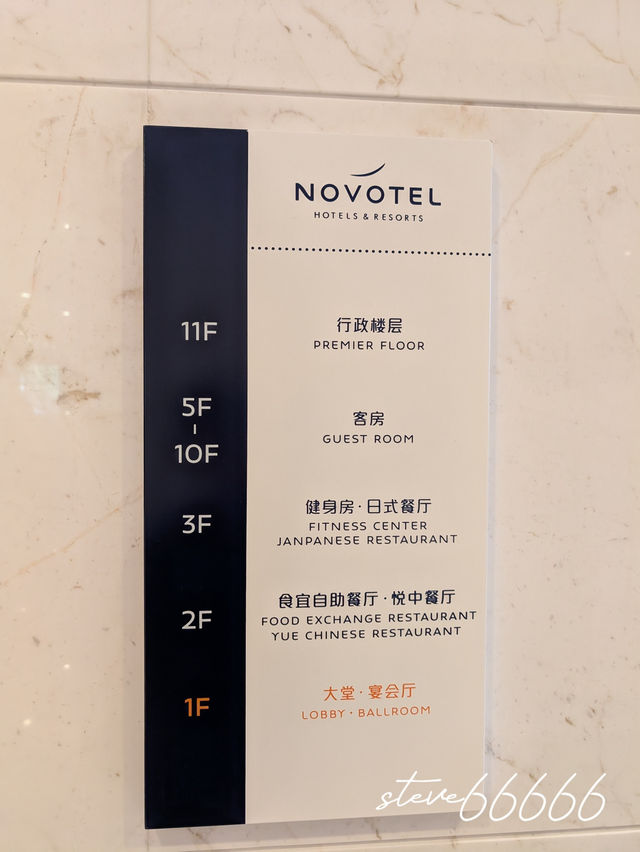 NOVOTEL
HOTELS & RESORTS
11F
行政楼层
PREMIER FLOOR
5F
-
10F
客房
GUEST ROOM
3F
健身房·日式餐厅
FITNESS CENTER
JANPANESE RESTAURANT
2F
食宜自助餐厅·悦中餐厅
FOOD EXCHANGE RESTAURANT
YUE CHINESE RESTAURANT
1F
大堂·宴会厅
LOBBY·BALLROOM
steve66666